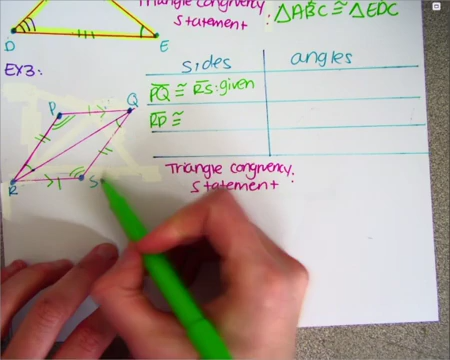 Triangle congruency
Statement
: △ABC ≅ △EDC
D
E
EX3:
sides
angles
P
Q
PQ ≅ RS: given
RP ≅
R
S
Triangle congruency
Statement
: